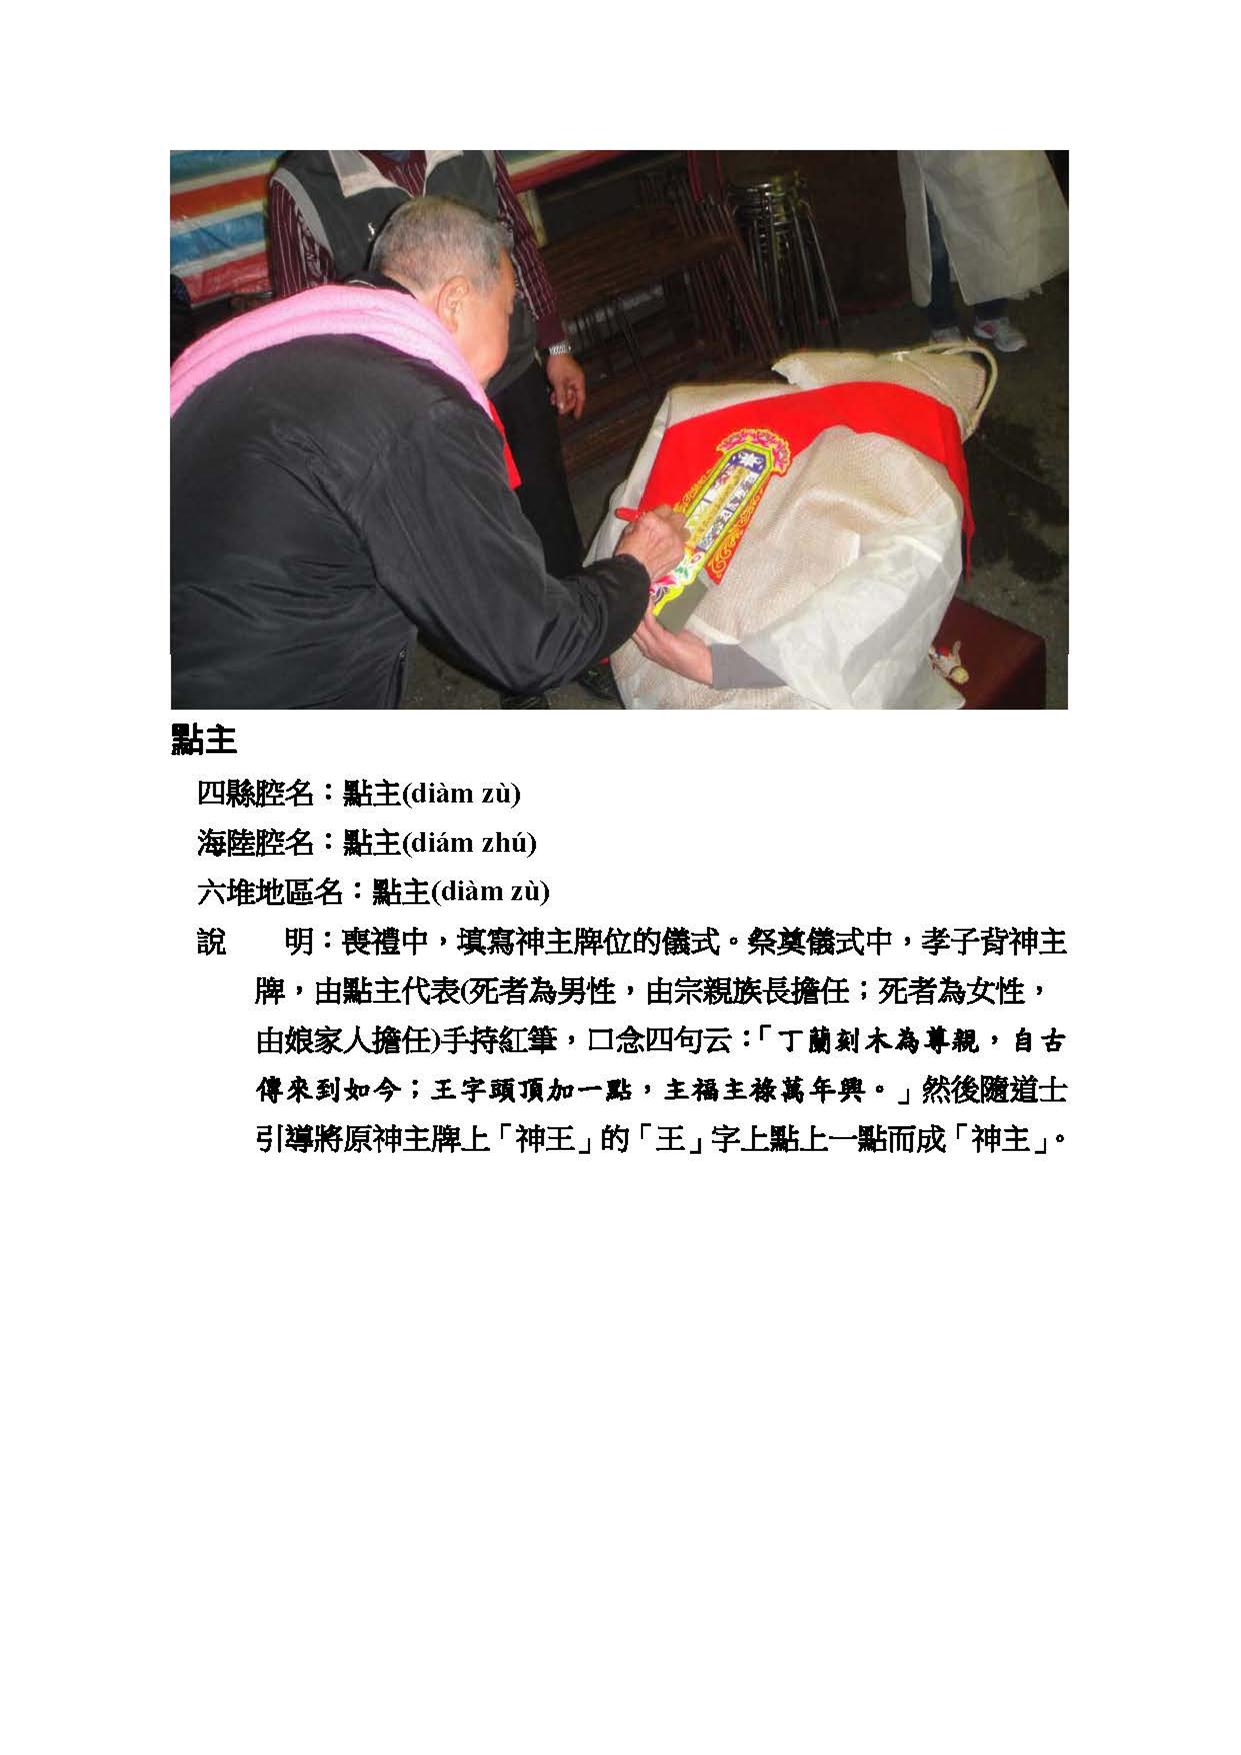 點主
四縣腔名：點主(diàm zù)
海陸腔名：點主(diám zhú)
六堆地區名：點主(diàm zù)
說　　明：喪禮中，填寫神主牌位的儀式。祭奠儀式中，孝子背神主
牌，由點主代表(死者為男性，由宗親族長擔任；死者為女性，
由娘家人擔任)手持紅筆，口念四句云：「丁蘭刻木為尊親，自古
傳來到如今；王字頭頂加一點，主福主祿萬年興。」然後隨道士
引導將原神主牌上「神王」的「王」字上點上一點而成「神主」。